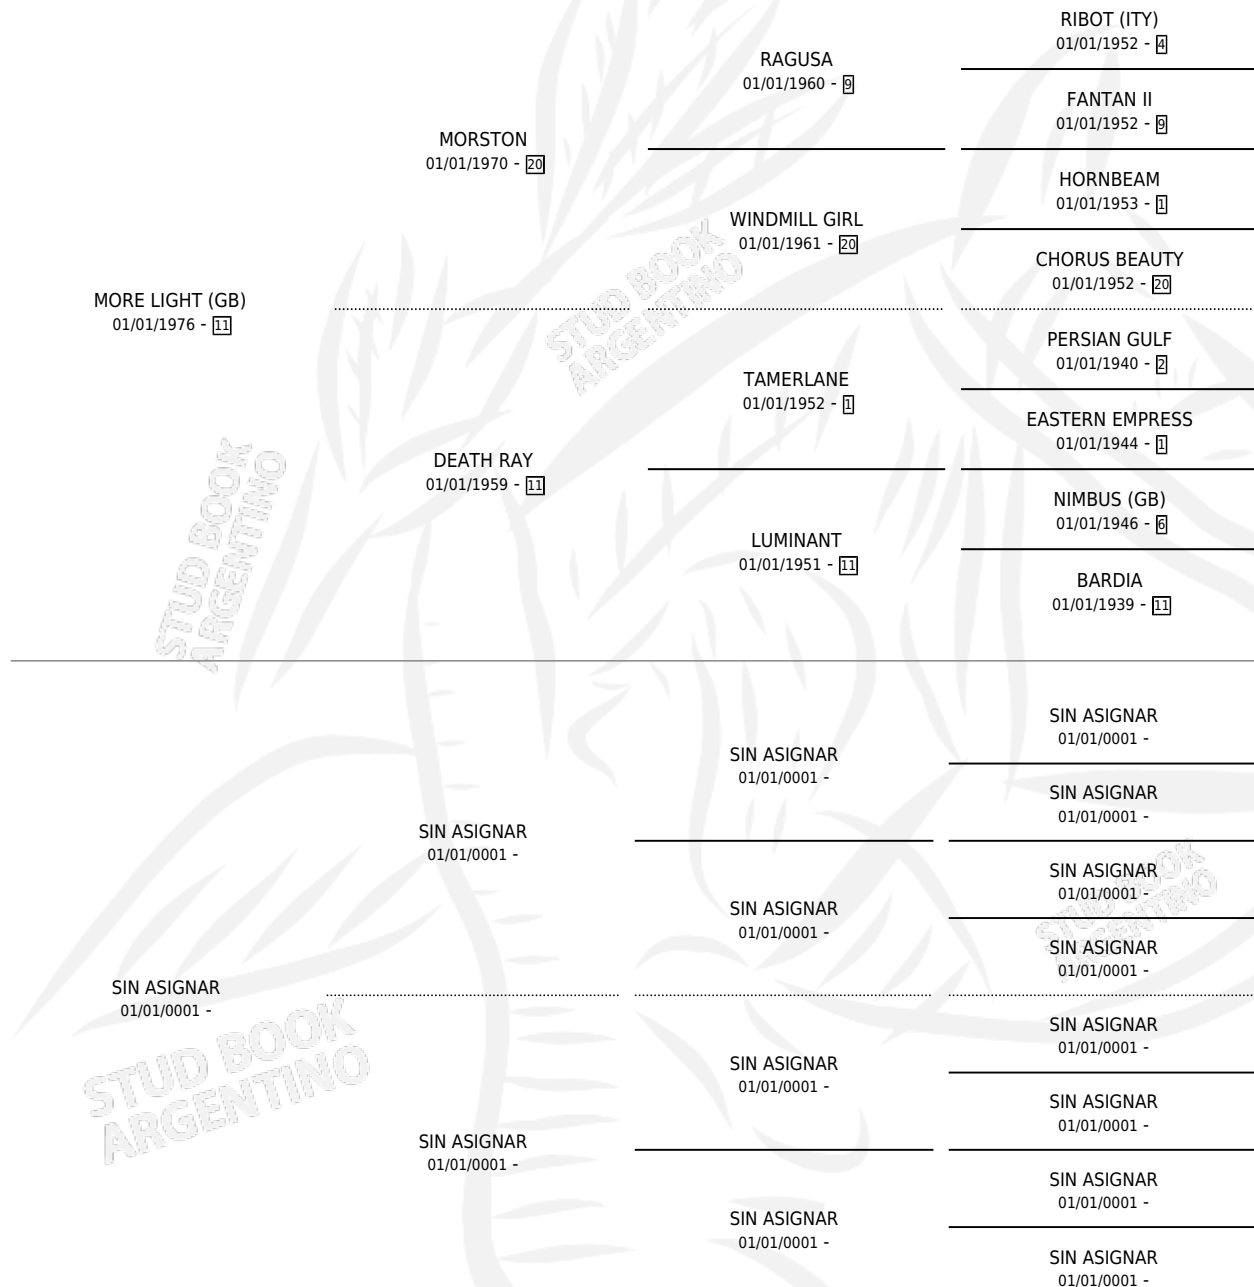 RIBOT (ITY)
01/01/1952 - 4
RAGUSA
01/01/1960 - 9
FANTAN II
01/01/1952 - 9
MORSTON
01/01/1970 - 20
HORNBEAM
01/01/1953 - 1
WINDMILL GIRL
01/01/1961 - 20
CHORUS BEAUTY
01/01/1952 - 20
MORE LIGHT (GB)
01/01/1976 - 11
PERSIAN GULF
01/01/1940 - 2
TAMERLANE
01/01/1952 - 1
EASTERN EMPRESS
01/01/1944 - 1
DEATH RAY
01/01/1959 - 11
NIMBUS (GB)
01/01/1946 - 6
LUMINANT
01/01/1951 - 11
BARDIA
01/01/1939 - 11
STUD BOOK
ARGENTINO
STUD BOOK
ARGENTINO
SIN ASIGNAR
01/01/0001 -
SIN ASIGNAR
01/01/0001 -
SIN ASIGNAR
01/01/0001 -
SIN ASIGNAR
01/01/0001 -
SIN ASIGNAR
01/01/0001 -
SIN ASIGNAR
01/01/0001 -
SIN ASIGNAR
01/01/0001 -
SIN ASIGNAR
01/01/0001 -
SIN ASIGNAR
01/01/0001 -
SIN ASIGNAR
01/01/0001 -
SIN ASIGNAR
01/01/0001 -
SIN ASIGNAR
01/01/0001 -
SIN ASIGNAR
01/01/0001 -
SIN ASIGNAR
01/01/0001 -
SIN ASIGNAR
01/01/0001 -
STUD BOOK
ARGENTINO
STUD BOOK
ARGENTINO